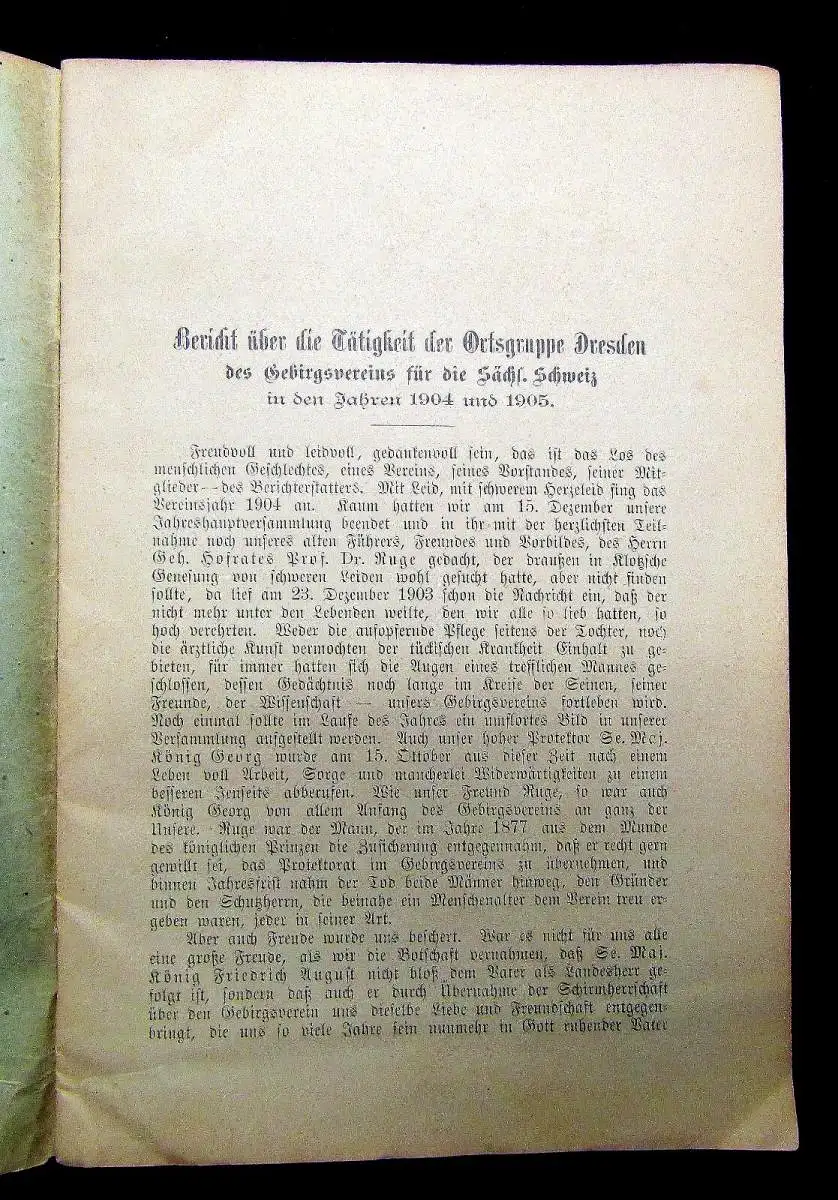 Bericht über die Tätigkeit der Ortsgruppe Dresden
des Gebirgsvereins für die Sächs. Schweiz
in den Jahren 1904 und 1905.
Freudvoll und leidvoll, gedankenvoll sein, das ist das Los des
menschlichen Geschlechtes, eines Vereins, seines Vorstandes, seiner Mit-
glieder — des Berichterstatters. Mit Leid, mit schwerem Herzeleid fing das
Vereinsjahr 1904 an. Kaum hatten wir am 15. Dezember unsere
Jahreshauptversammlung beendet und in ihr mit der herzlichsten Teil-
nahme noch unseres alten Führers, Freundes und Vorbildes, des Herrn
Geh. Hofrates Prof. Dr. Ruge gedacht, der draußen in Klotzsche
Genesung von schweren Leiden wohl gesucht hatte, aber nicht finden
sollte, da lief am 23. Dezember 1903 schon die Nachricht ein, daß der
nicht mehr unter den Lebenden weilte, den wir alle so lieb hatten, so
hoch verehrten. Weder die aufopfernde Pflege seitens der Tochter, noch
die ärztliche Kunst vermochten der tückischen Krankheit Einhalt zu ge-
bieten, für immer hatten sich die Augen eines trefflichen Mannes ge-
schlossen, dessen Gedächtnis noch lange im Kreise der Seinen, seiner
Freunde, der Wissenschaft — unsers Gebirgsvereins fortleben wird.
Noch einmal sollte im Laufe des Jahres ein umflortes Bild in unserer
Versammlung aufgestellt werden. Auch unser hoher Protektor Se. Maj.
König Georg wurde am 15. Oktober aus dieser Zeit nach einem
Leben voll Arbeit, Sorge und mancherlei Widerwärtigkeiten zu einem
besseren Jenseits abberufen. Wie unser Freund Ruge, so war auch
König Georg von allem Anfang des Gebirgsvereins an ganz der
Unsere. Ruge war der Mann, der im Jahre 1877 aus dem Munde
des königlichen Prinzen die Zusicherung entgegennahm, daß er recht gern
gewillt sei, das Protektorat im Gebirgsvereins zu übernehmen, und
binnen Jahresfrist nahm der Tod beide Männer hinweg, den Gründer
und den Schutzherrn, die beinahe ein Menschenalter dem Verein treu er-
geben waren, jeder in seiner Art.
Aber auch Freude wurde uns beschert. War es nicht für uns alle
eine große Freude, als wir die Botschaft vernahmen, daß Se. Maj.
König Friedrich August nicht bloß dem Vater als Landesherr ge-
folgt ist, sondern daß auch er durch Übernahme der Schirmherrschaft
über den Gebirgsverein uns dieselbe Liebe und Freundschaft entgegen-
bringt, die uns so viele Jahre sein nunmehr in Gott ruhender Vater